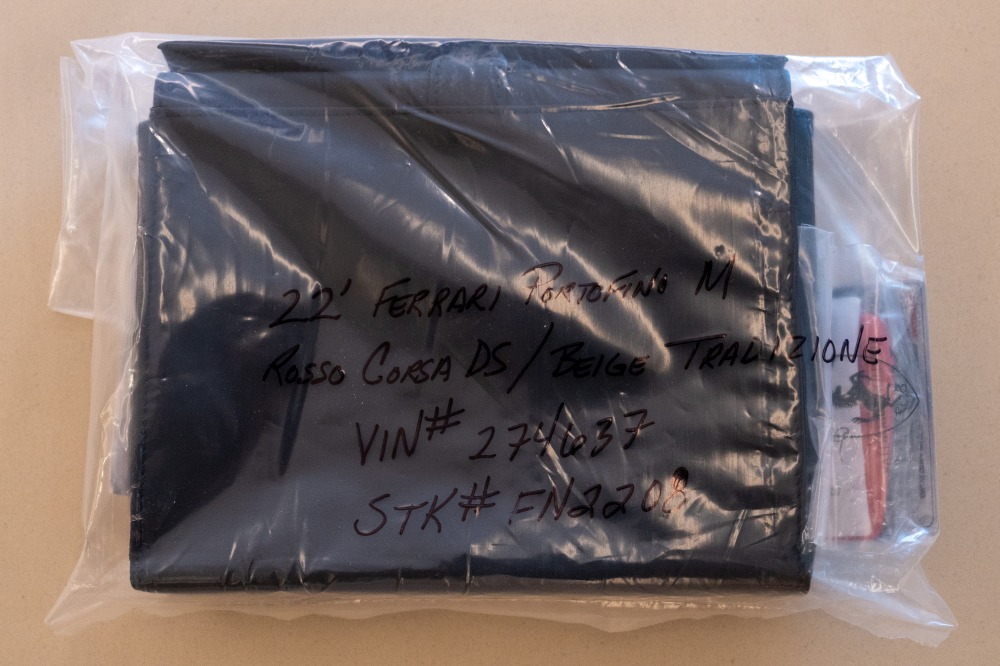 22' FERRARI PORTOFINO M
ROSSO CORSA DS / BEIGE TRADIZIONE
VIN# 274637
STK# FN2208